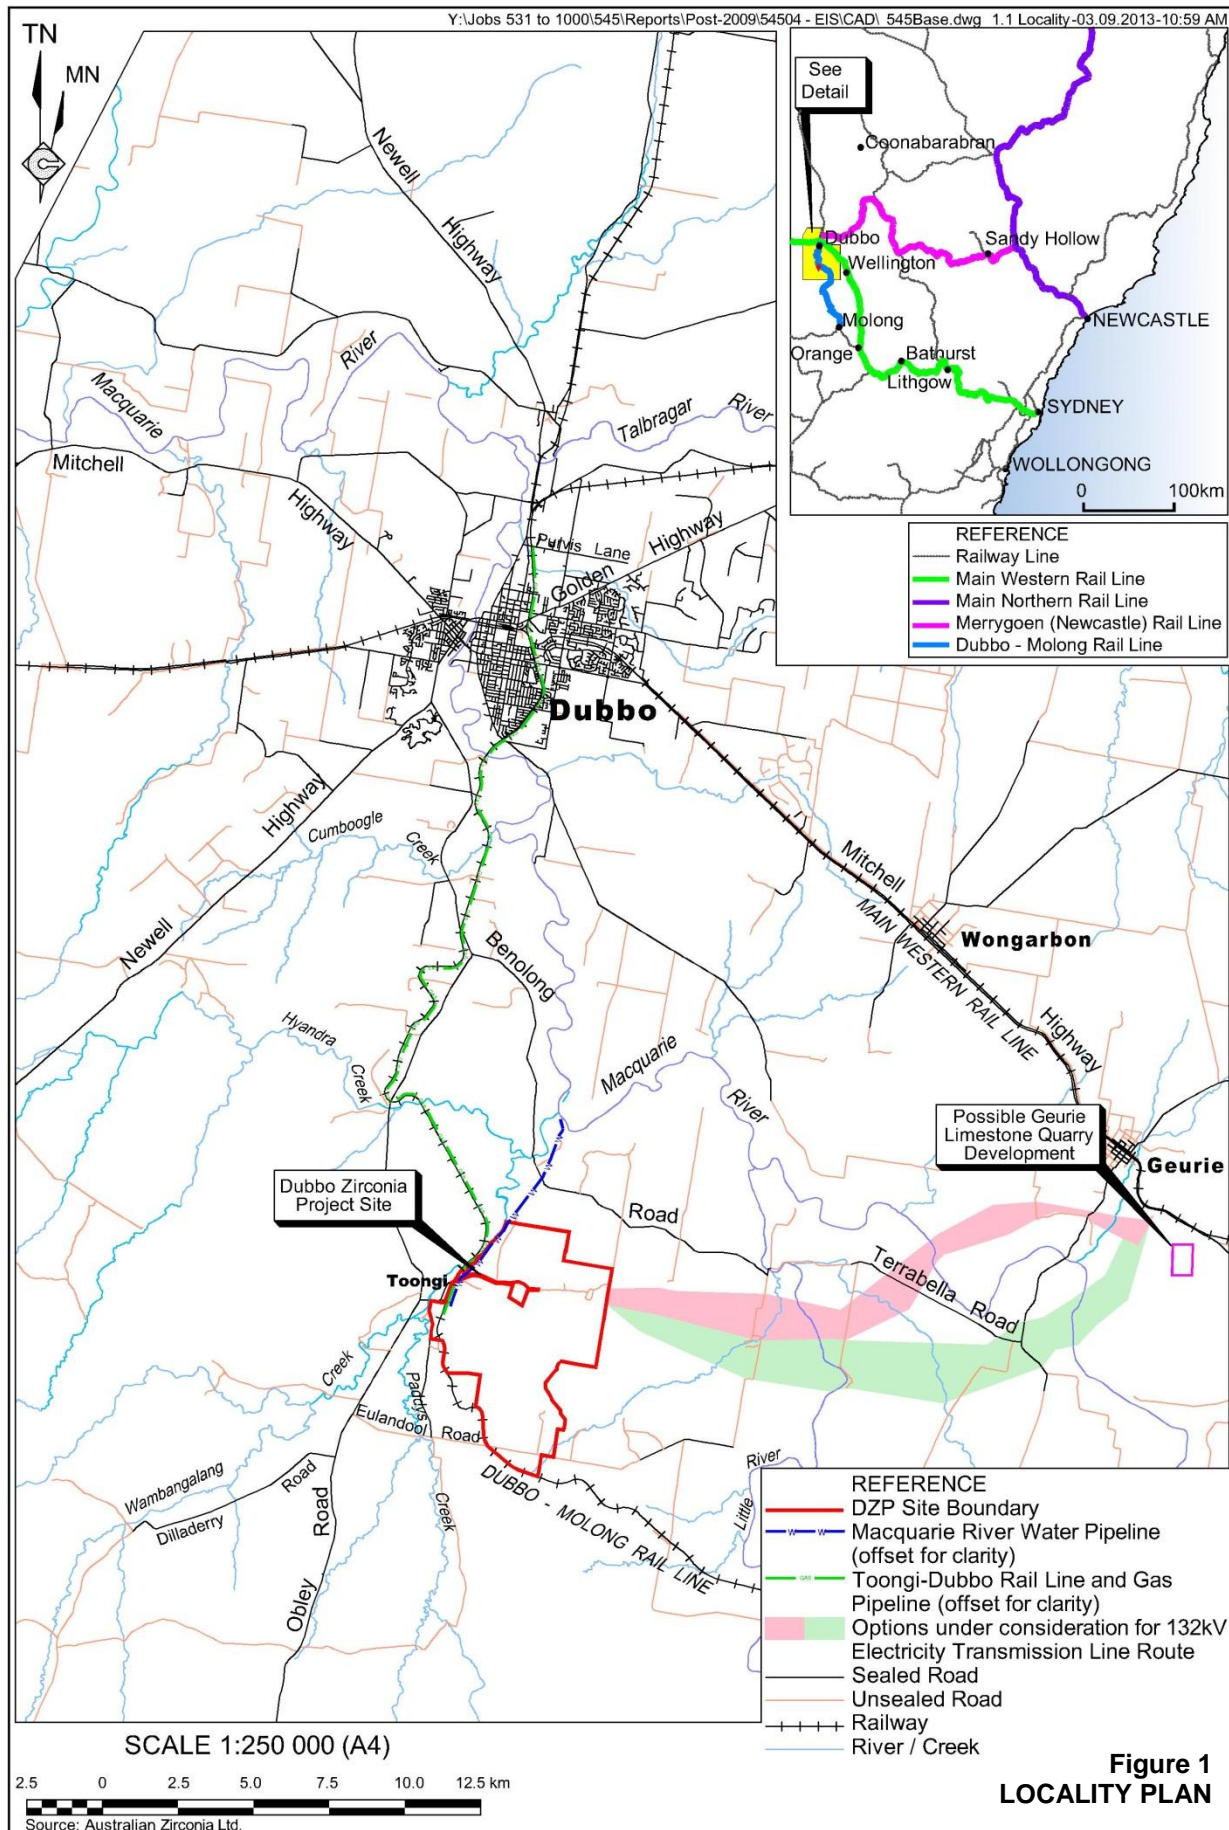 Y:\Jobs 531 to 1000\545\Reports\Post-2009\54504 - EIS\CAD\ 545Base.dwg 1.1 Locality-03.09.2013-10:59 AM
TN
MN
See
Detail
Coonabarabran
Dubbo
Sandy Hollow
Wellington
Molong
NEWCASTLE
Orange
Bathurst
Lithgow
SYDNEY
WOLLONGONG
0 100km
REFERENCE
Railway Line
Main Western Rail Line
Main Northern Rail Line
Merrygoen (Newcastle) Rail Line
Dubbo - Molong Rail Line
Newell
Highway
River
Macquarie
Talbragar River
Mitchell
Highway
Purvis Lane
Golden Highway
Dubbo
Highway
Cumboogle
Creek
Newell
Mitchell
MAIN WESTERN RAIL LINE
Wongarbon
Highway
Benolong
Hyandra
Creek
Macquarie
River
Possible Geurie
Limestone Quarry
Development
Geurie
Dubbo Zirconia
Project Site
Road
Toongi
Terrabella
Road
Creek
Paddys
Eulandool Road
River
Little
Wambangalang
Road
Dilladerry
Road
Creek
DUBBO - MOLONG RAIL LINE
Obley
REFERENCE
DZP Site Boundary
W W
Macquarie River Water Pipeline
(offset for clarity)
GAS
Toongi-Dubbo Rail Line and Gas
Pipeline (offset for clarity)
Options under consideration for 132kV
Electricity Transmission Line Route
Sealed Road
Unsealed Road
Railway
River / Creek
SCALE 1:250 000 (A4)
2.5 0 2.5 5.0 7.5 10.0 12.5 km
Source: Australian Zirconia Ltd.
Figure 1
LOCALITY PLAN